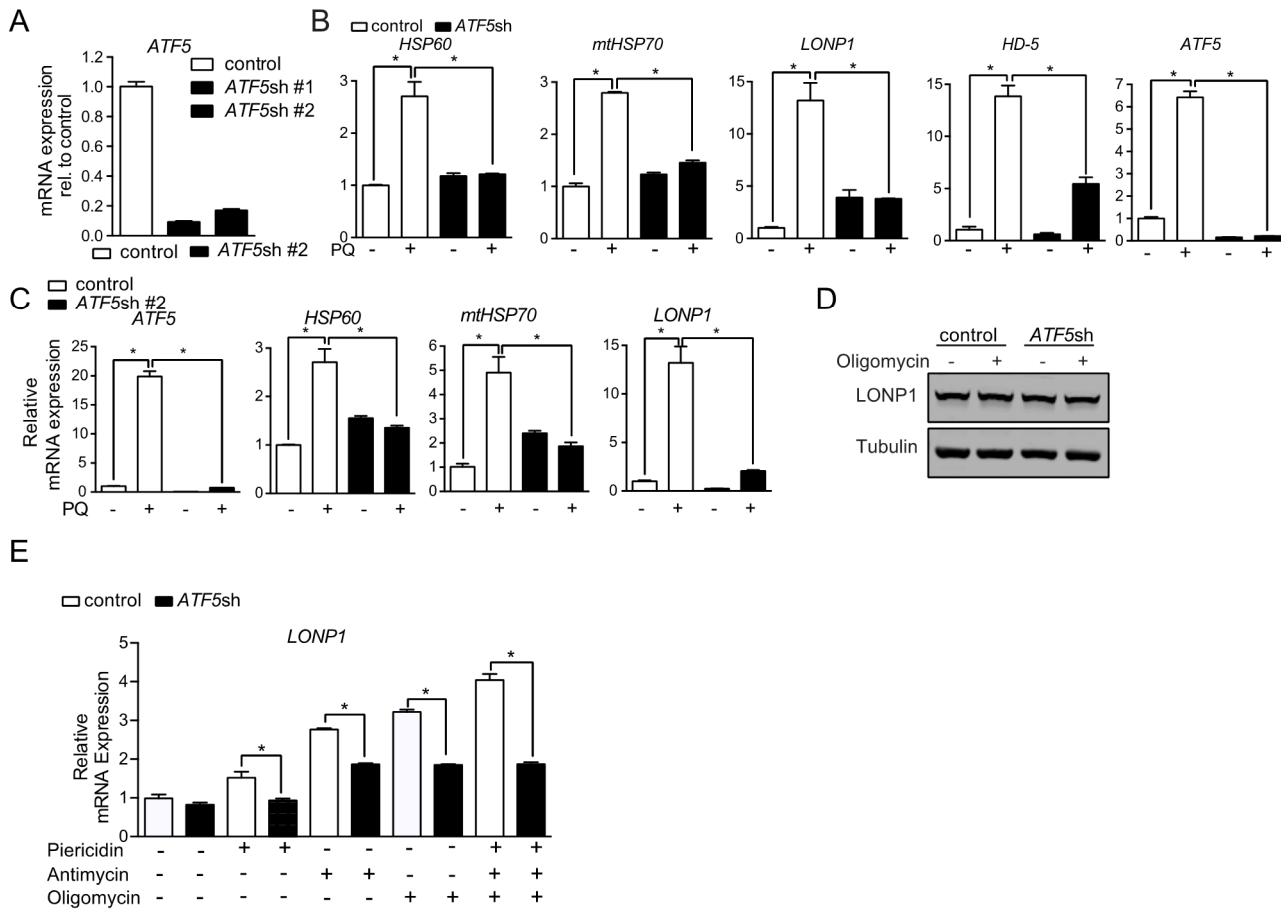 A
ATF5
control
ATF5sh #1
ATF5sh #2
mRNA expression
rel. to control
1.2
1.0
0.8
0.6
0.4
0.2
0.0
control ATF5sh #2
B
control ATF5sh
HSP60 mtHSP70 LONP1 HD-5 ATF5
* * * * * * * * * *
3
2
1
0
3
2
1
0
15
10
5
0
15
10
5
0
7
6
5
4
3
2
1
0
PQ - + - + - + - + - + - + - + - + - + - +
C
control
ATF5sh #2
ATF5 HSP60 mtHSP70 LONP1
* * * * * * * *
Relative
mRNA expression
25
20
15
10
5
0
3
2
1
0
7
6
5
4
3
2
1
0
15
10
5
0
PQ - + - + - + - + - + - + - + - +
D
control ATF5sh
Oligomycin - + - +
LONP1
Tubulin
E
control ATF5sh
LONP1
Relative
mRNA Expression
5
4
3
2
1
0
* * * *
Piericidin - - + + - - - - + +
Antimycin - - - - + + - - + +
Oligomycin - - - - - - + + + +